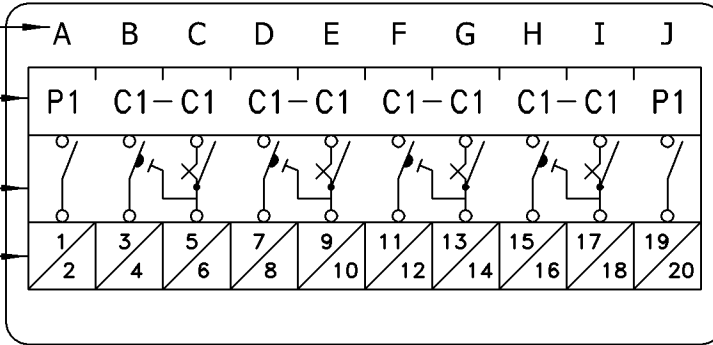 A B C D E F G H I J
P1 C1-C1 C1-C1 C1-C1 C1-C1 P1
1 3 5 7 9 11 13 15 17 19
2 4 6 8 10 12 14 16 18 20